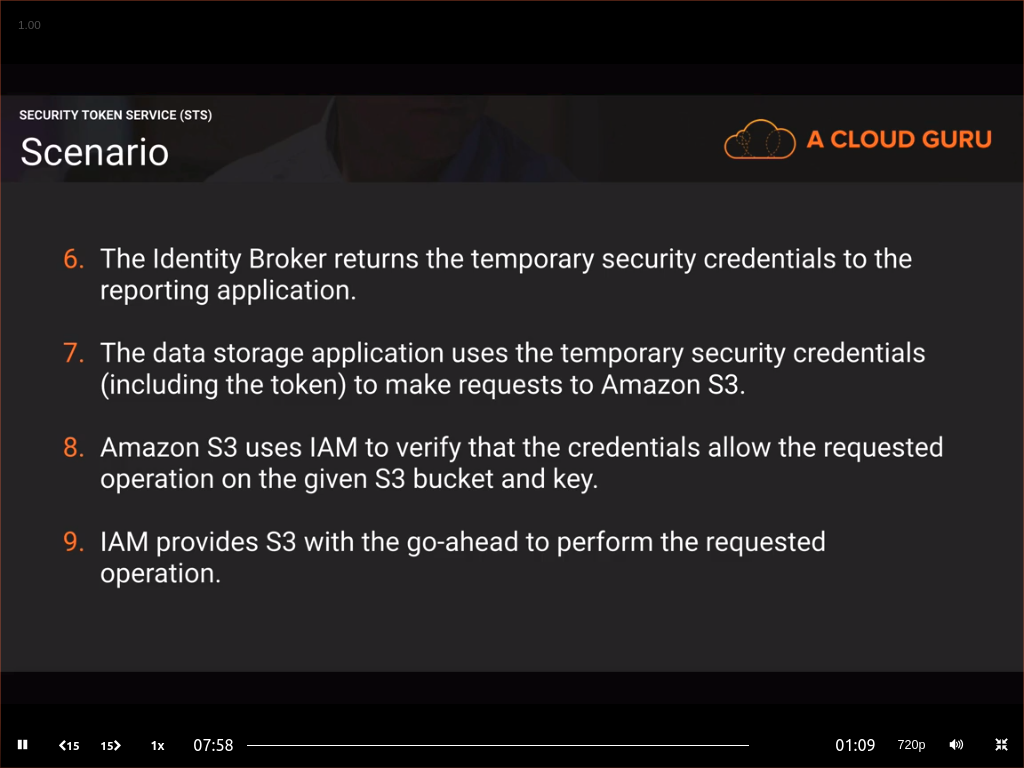 1.00
SECURITY TOKEN SERVICE (STS)
Scenario
A CLOUD GURU
6. The Identity Broker returns the temporary security credentials to the
reporting application.
7. The data storage application uses the temporary security credentials
(including the token) to make requests to Amazon S3.
8. Amazon S3 uses IAM to verify that the credentials allow the requested
operation on the given S3 bucket and key.
9. IAM provides S3 with the go-ahead to perform the requested
operation.
15 15 1x 07:58 01:09 720p